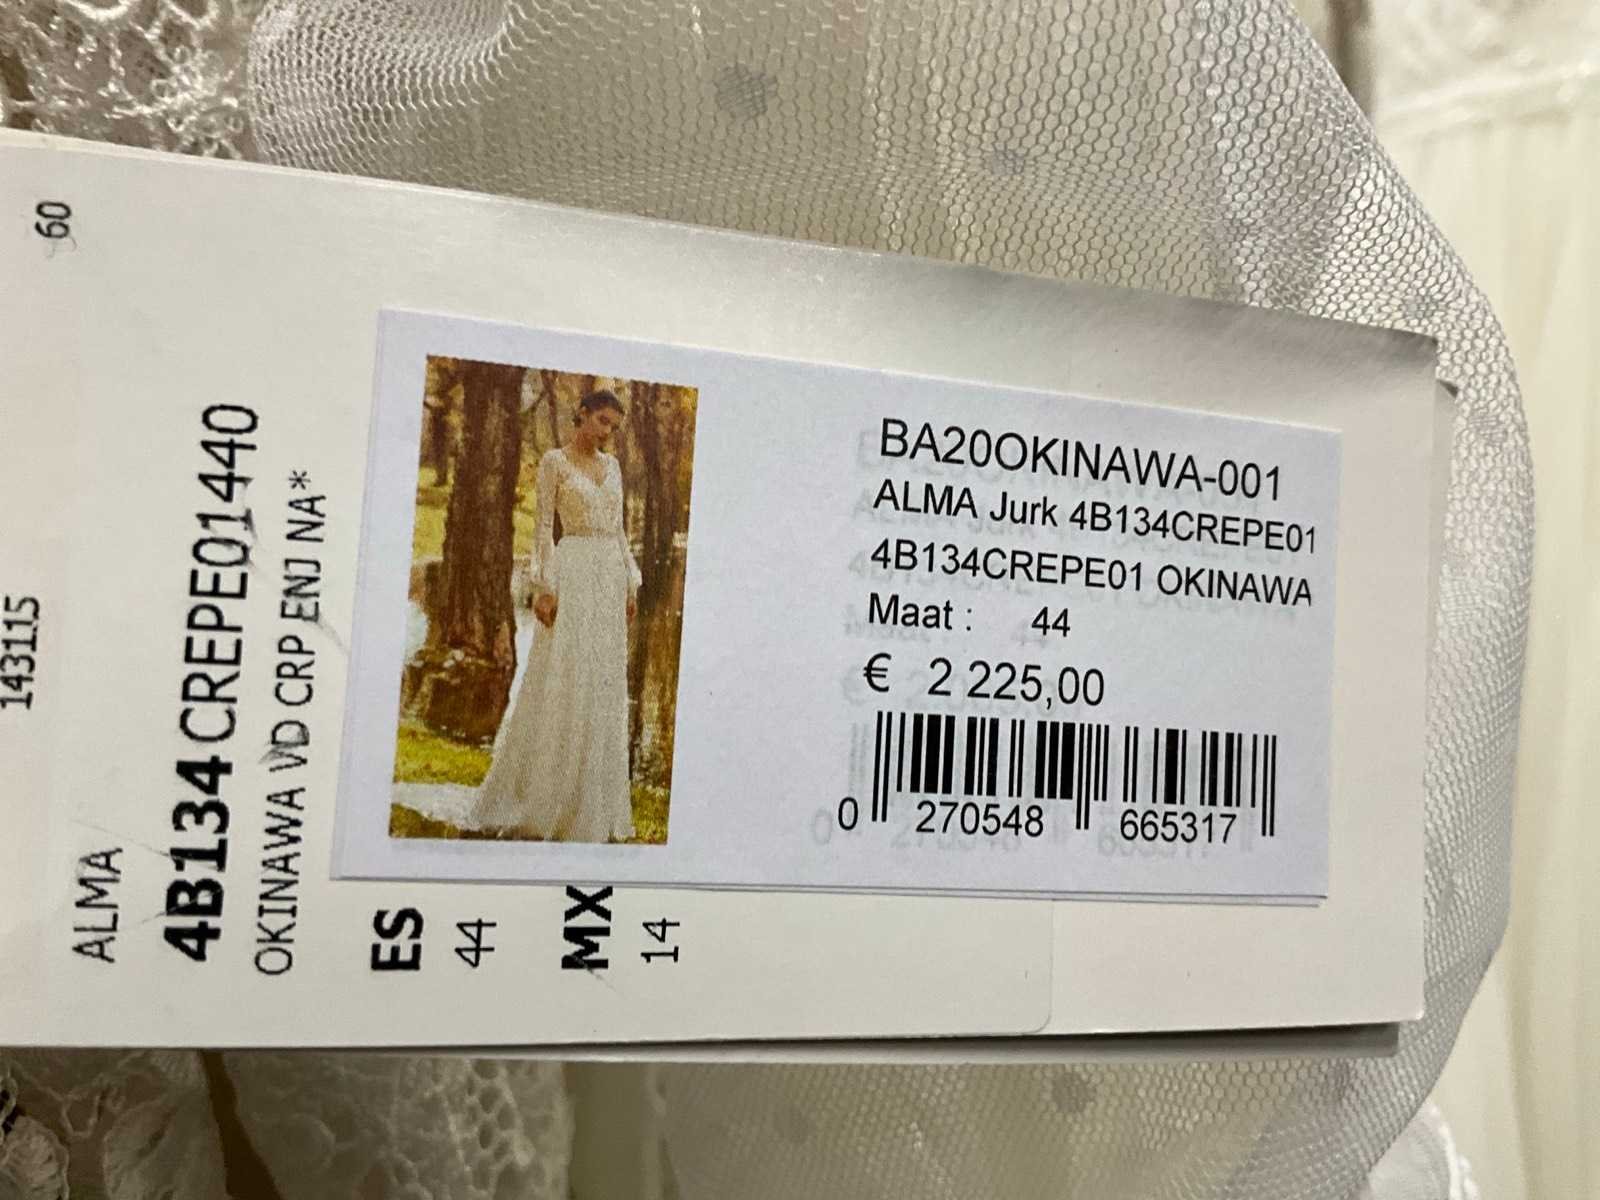 BA20OKINAWA-001
ALMA Jurk 4B134CREPE01
4B134CREPE01 OKINAWA
Maat : 44
€ 2 225,00
0 270548 665317
60
143115
ALMA
4B134 CREPE01440
OKINAWA VD CRP ENJ NA*
ES
44
MX
14